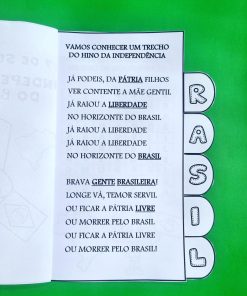 VAMOS CONHECER UM TRECHO
DO HINO DA INDEPENDÊNCIA
JÁ PODEIS, DA PÁTRIA FILHOS
VER CONTENTE A MÃE GENTIL
JÁ RAIOU A LIBERDADE
NO HORIZONTE DO BRASIL
JÁ RAIOU A LIBERDADE
JÁ RAIOU A LIBERDADE
NO HORIZONTE DO BRASIL
BRAVA GENTE BRASILEIRA!
LONGE VÁ, TEMOR SERVIL
OU FICAR A PÁTRIA LIVRE
OU MORRER PELO BRASIL
OU FICAR A PÁTRIA LIVRE
OU MORRER PELO BRASIL!
R
A
S
I
L